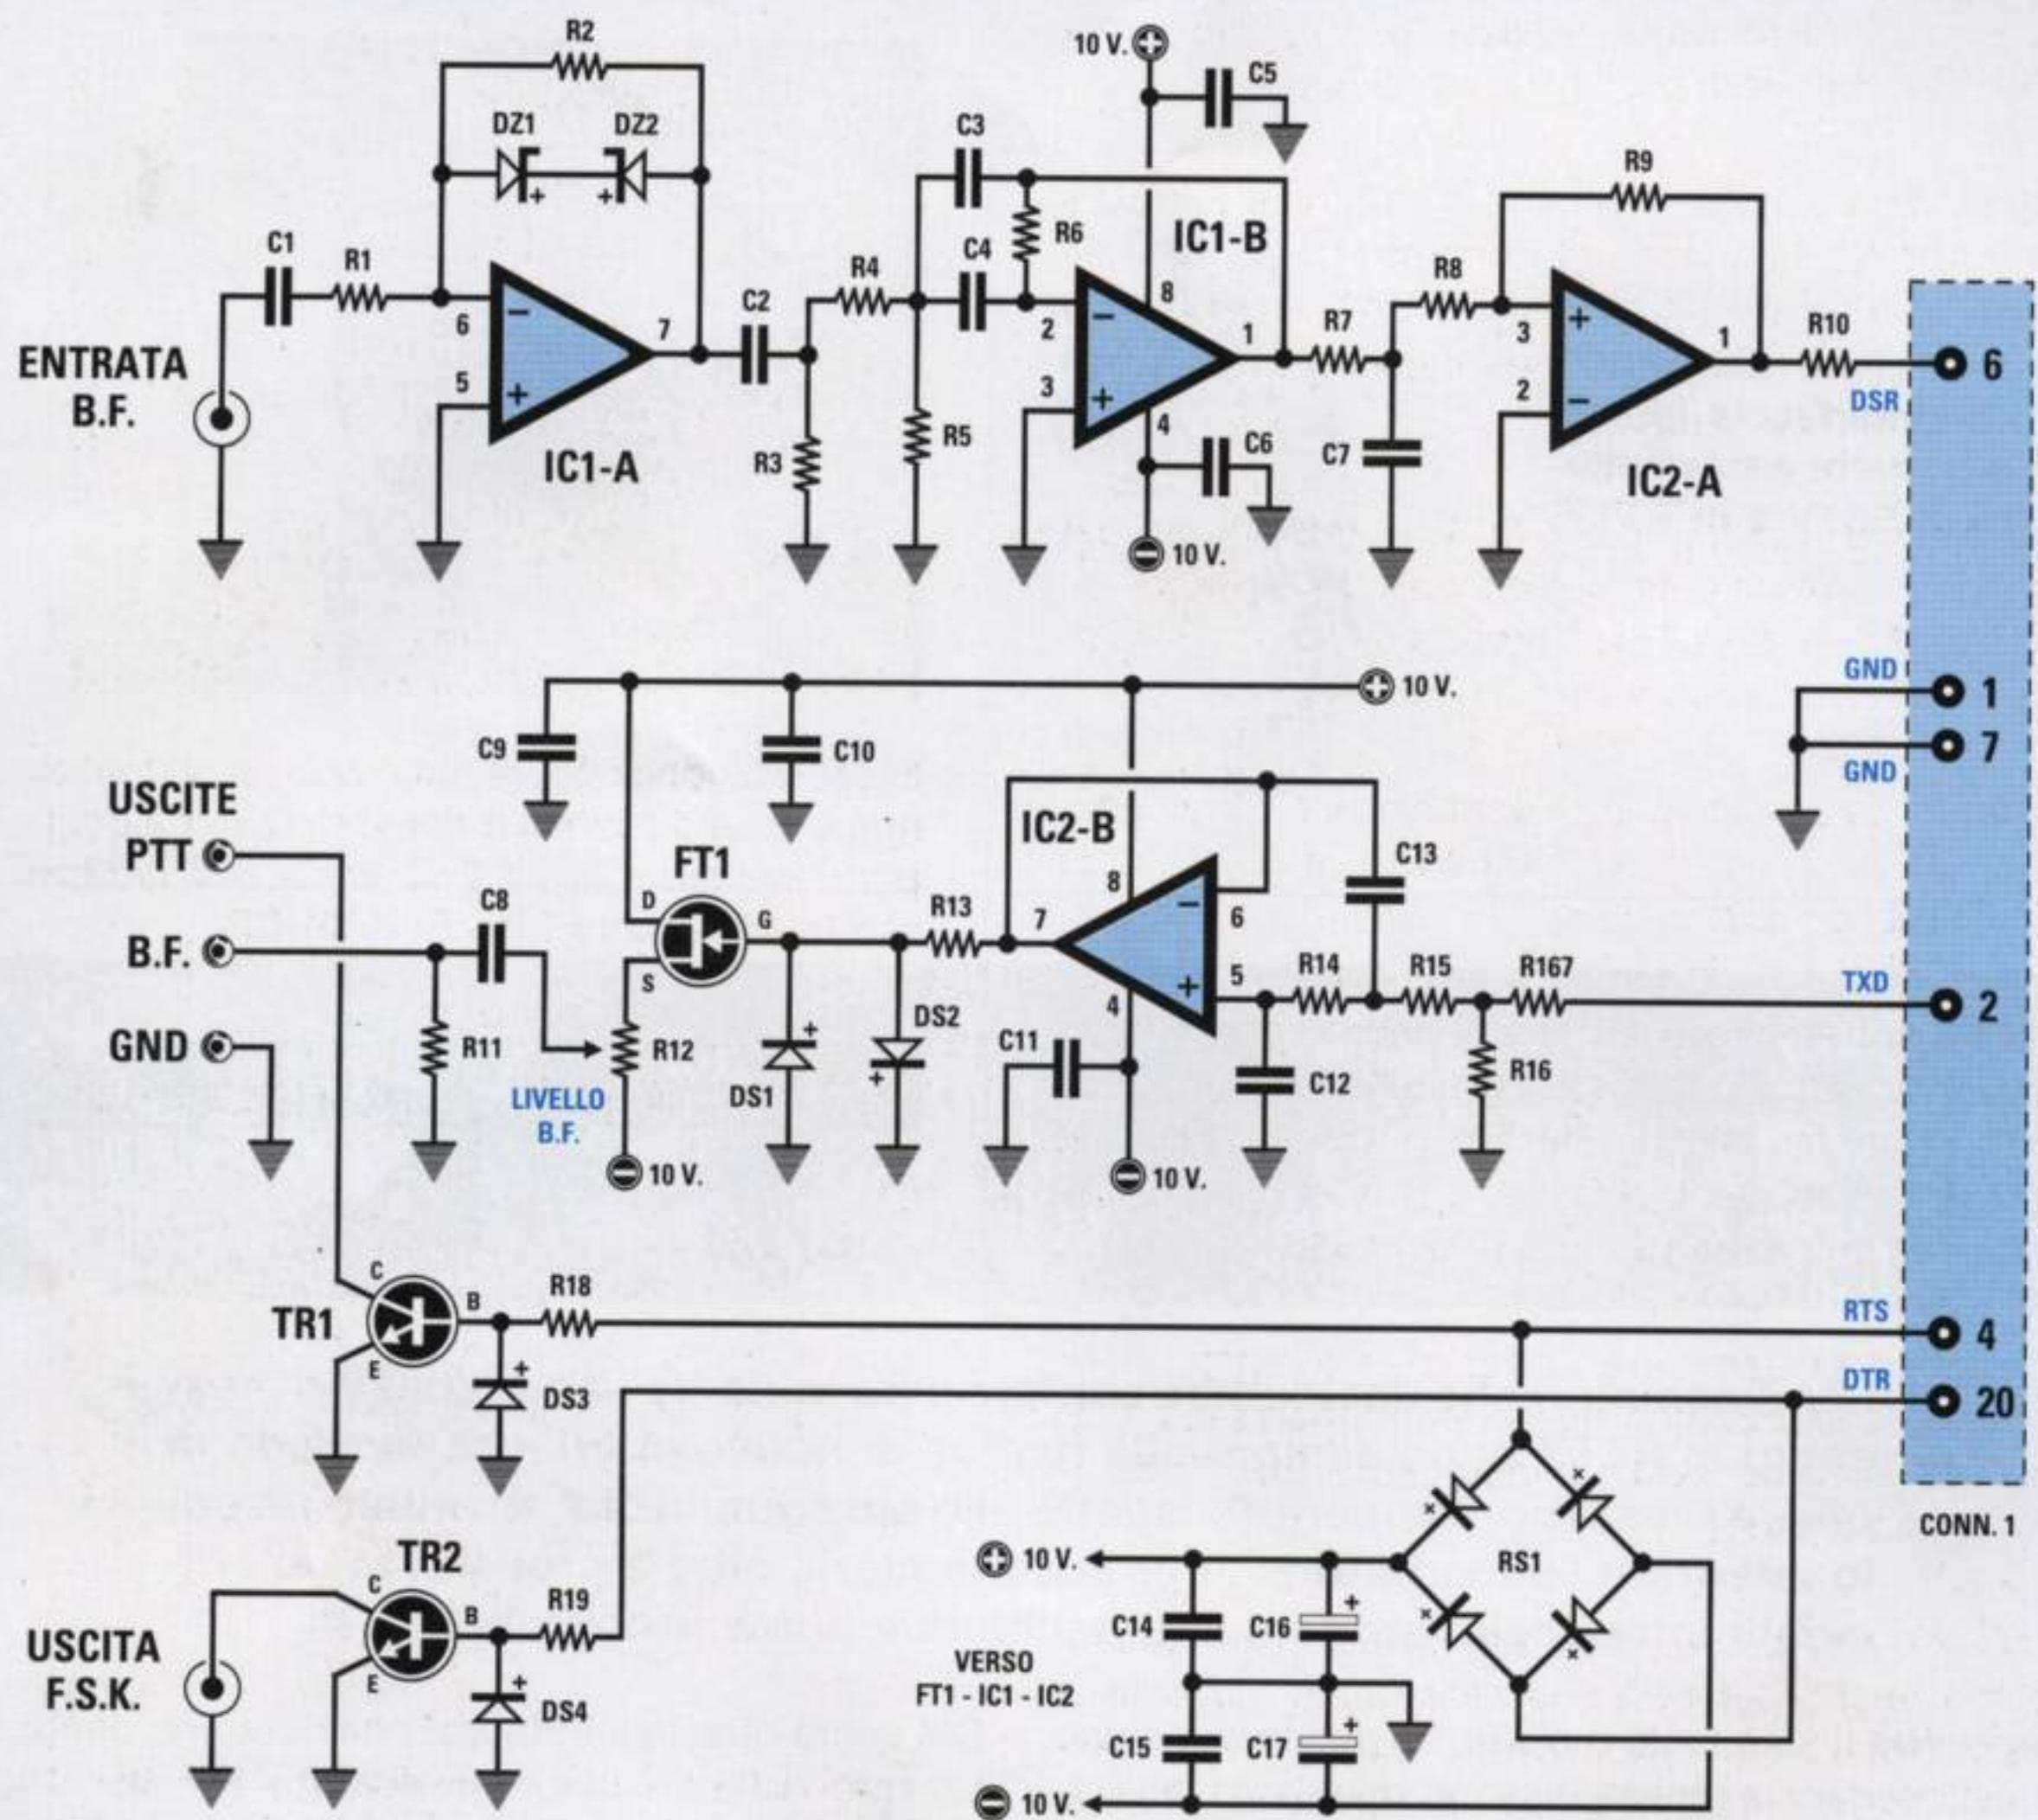 R2
DZ1 DZ2
+ +
C1 R1
6 −
7
5 +
IC1-A
ENTRATA
B.F.
C2
R3
R4
R5
C3
C4
R6
10 V.
C5
IC1-B
8
2 −
1
3 +
4
C6
10 V.
R7
C7
R8
R9
3 +
1
2 −
IC2-A
R10
6
DSR
GND
1
7
GND
10 V.
C9
C10
USCITE
PTT
B.F.
GND
C8
R11
FT1
D
G
S
R12
LIVELLO
B.F.
10 V.
DS1
+
DS2
+
R13
IC2-B
8
7
− 6
+ 5
4
C11
10 V.
C12
C13
R14 R15 R167
R16
TXD
2
TR1
C
B
E
R18
DS3
+
RTS
4
DTR
20
CONN. 1
TR2
C
B
E
R19
DS4
+
USCITA
F.S.K.
10 V.
C14 C16
+
VERSO
FT1 - IC1 - IC2
C15 C17
+
10 V.
RS1